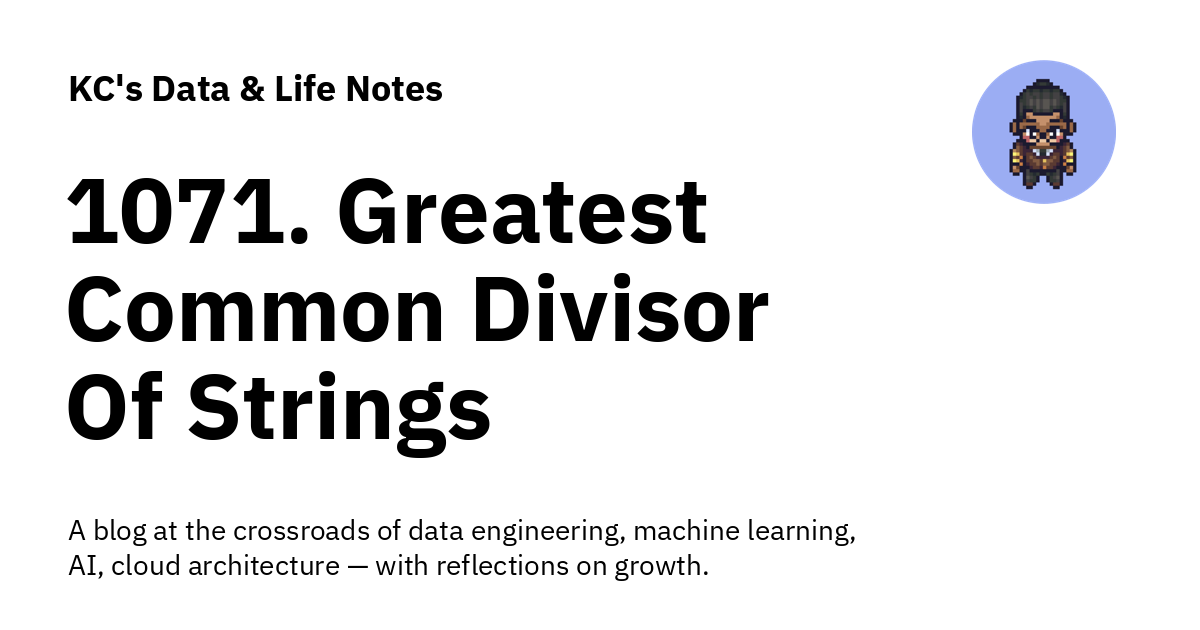 KC's Data & Life Notes
1071. Greatest
Common Divisor
Of Strings
A blog at the crossroads of data engineering, machine learning,
AI, cloud architecture — with reflections on growth.